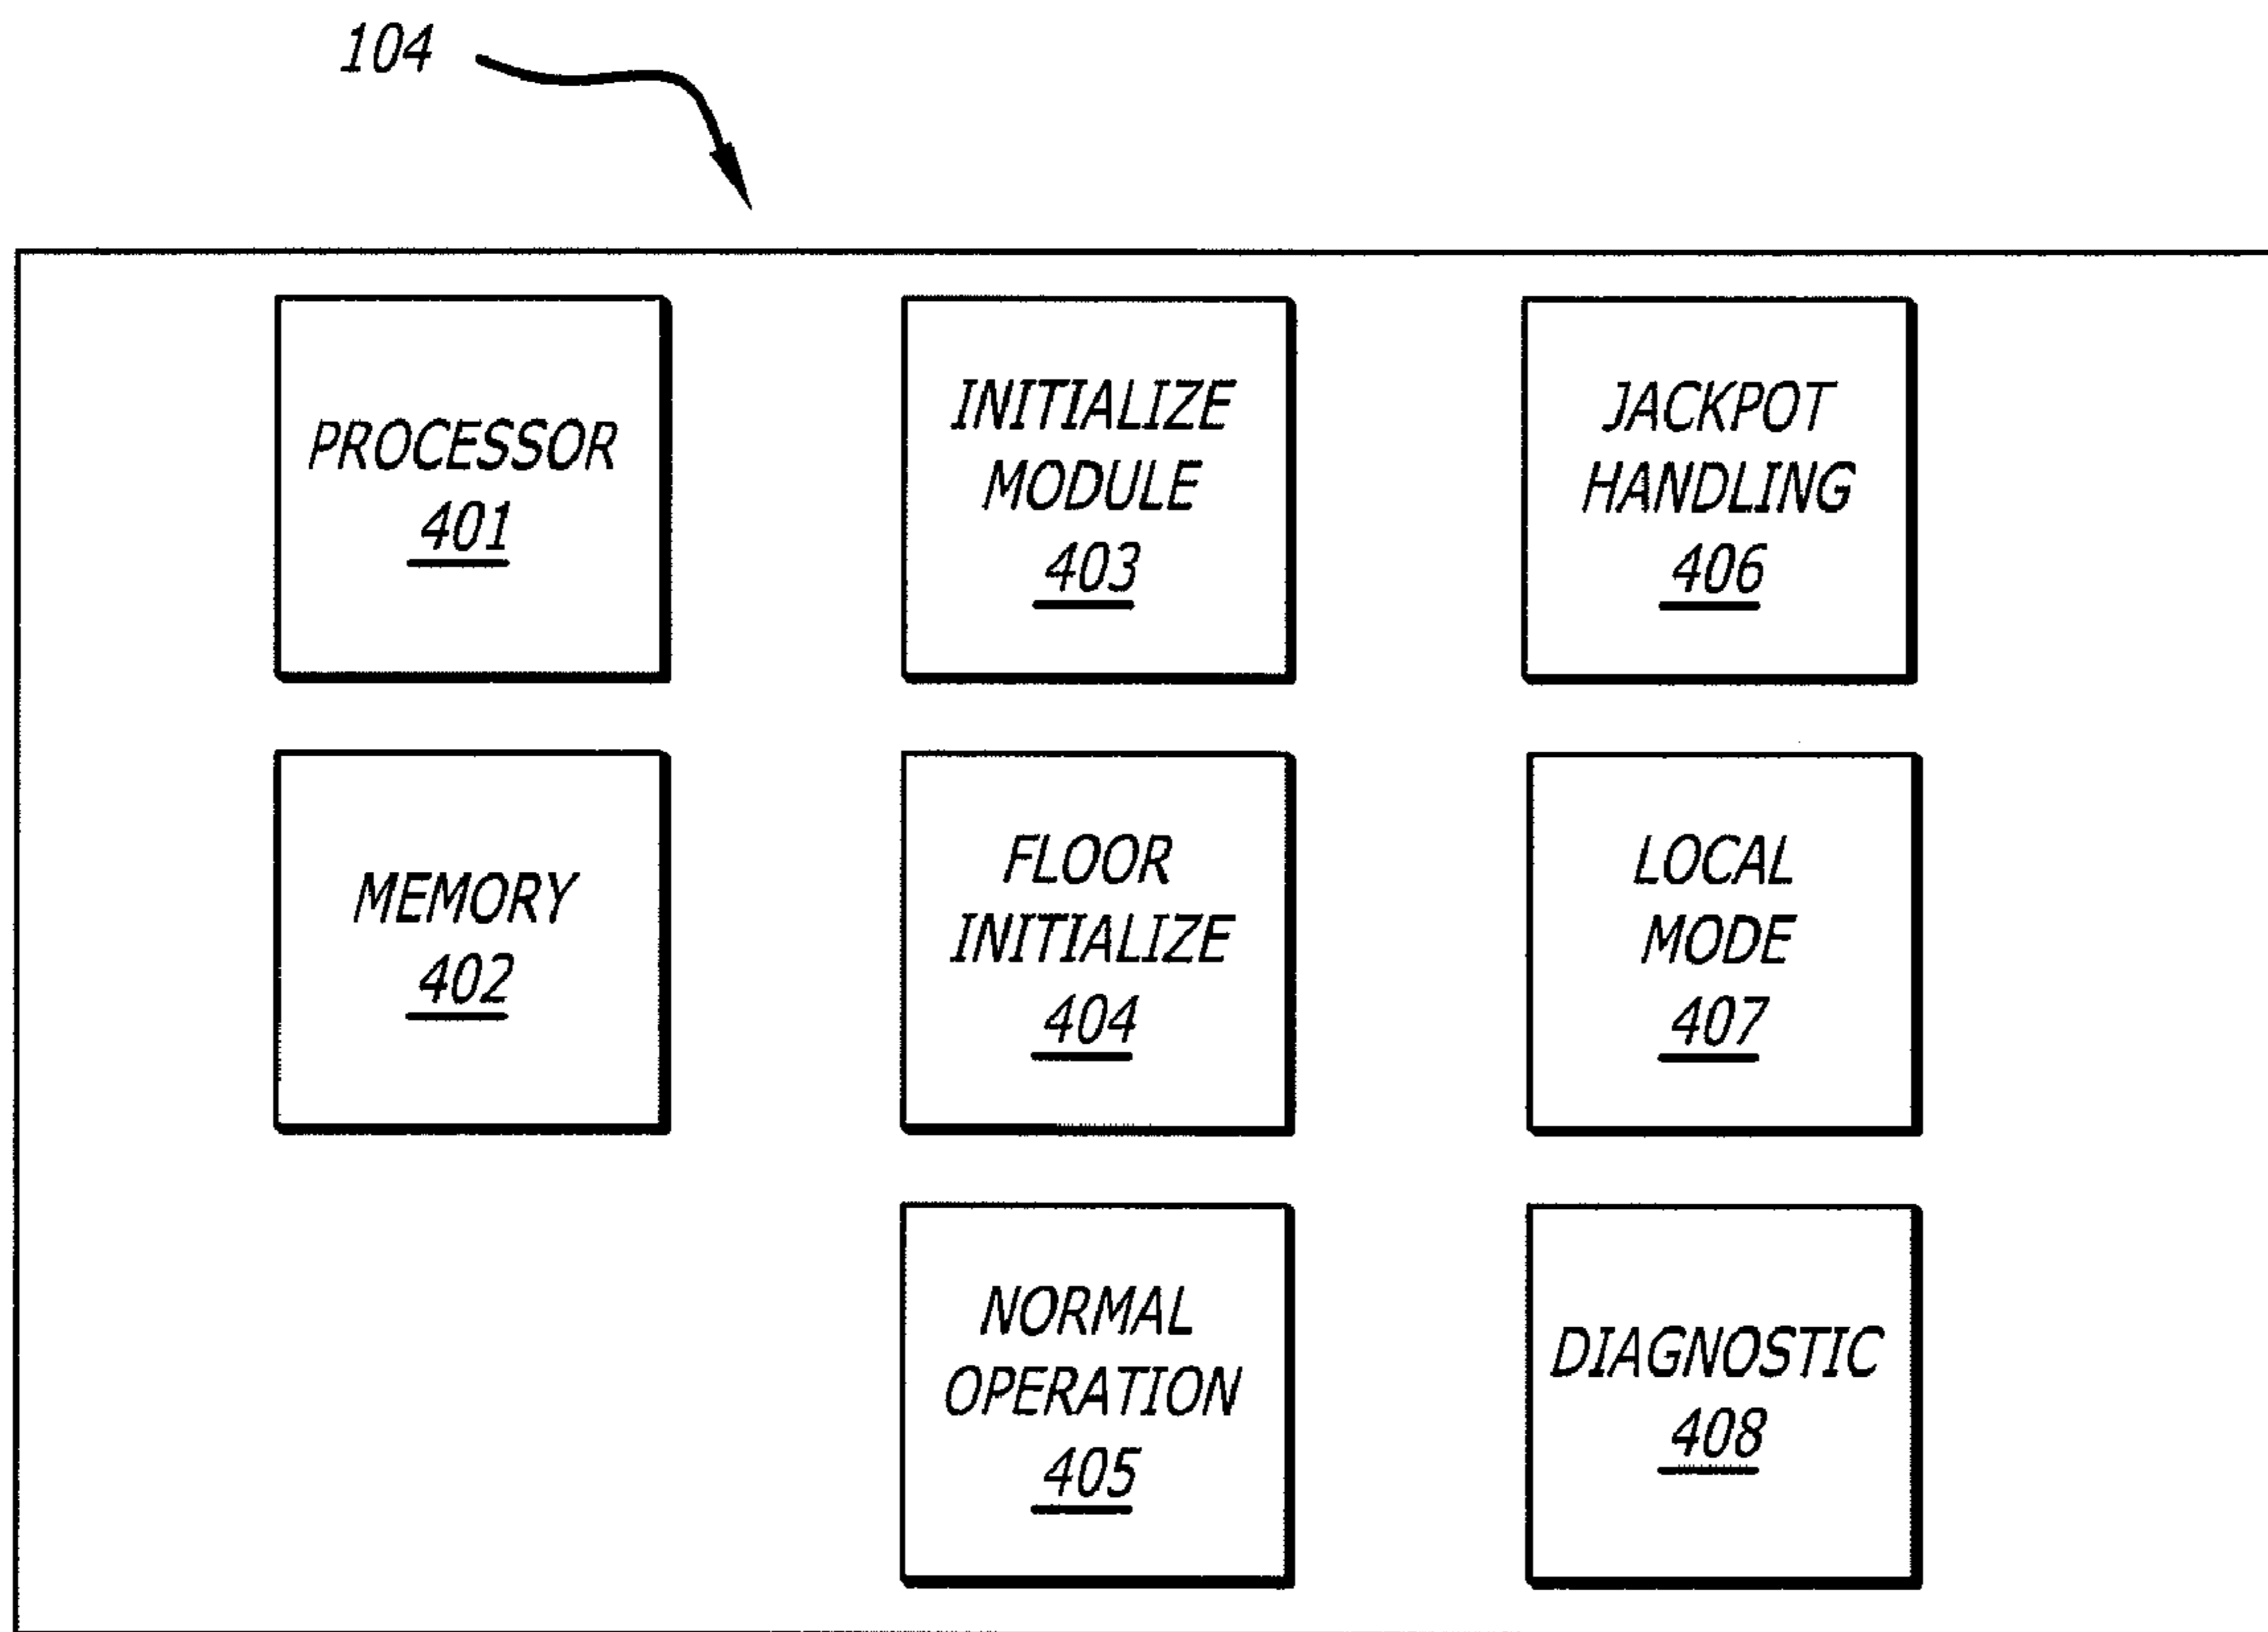 104
PROCESSOR
401
INITIALIZE
MODULE
403
JACKPOT
HANDLING
406
MEMORY
402
FLOOR
INITIALIZE
404
LOCAL
MODE
407
NORMAL
OPERATION
405
DIAGNOSTIC
408